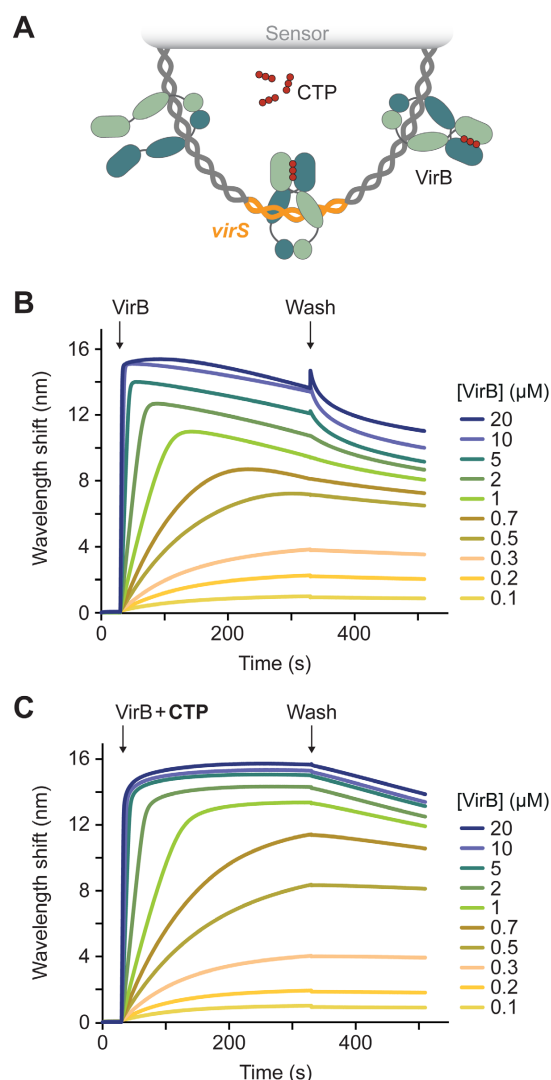 A
Sensor
CTP
VirB
virS
B
VirB
Wash
16
12
8
4
0
Wavelength shift (nm)
0
200
400
Time (s)
[VirB] (µM)
20
10
5
2
1
0.7
0.5
0.3
0.2
0.1
C
VirB + CTP
Wash
16
12
8
4
0
Wavelength shift (nm)
0
200
400
Time (s)
[VirB] (µM)
20
10
5
2
1
0.7
0.5
0.3
0.2
0.1